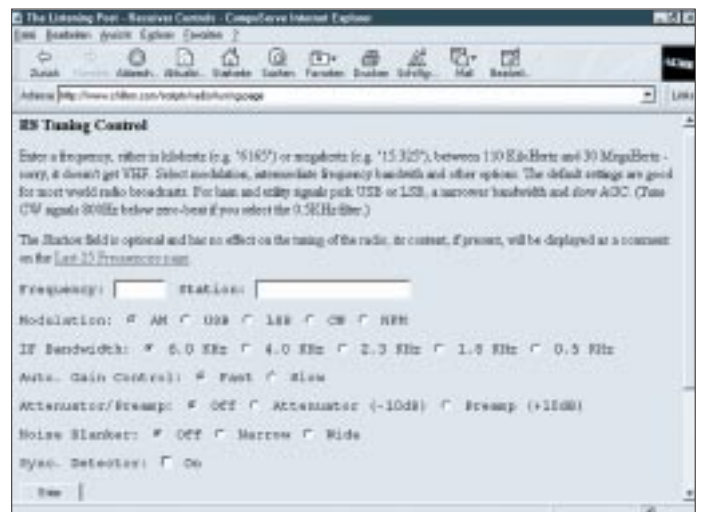 The Listening Post - Receiver Controls - CompuServe Internet Explorer
Datei Bearbeiten Ansicht Explorer Favoriten ?
Zurück Abbrech. Aktualis. Startseite Suchen Favoriten Drucken Schriftgr. Mail Bearbeit.
Adresse Links
R8 Tuning Control
Enter a frequency, either in kilohertz (e.g. "6165") or megahertz (e.g. "15.325"), between 110 KiloHertz and 30 MegaHertz -
sorry, it doesn't get VHF. Select modulation, intermediate frequency bandwith and other options. The default settings are good
for most world radio broadcasts. For ham and utility signals pick USB or LSB, a narrower bandwidth and slow AGC. (Tune
CW signals 800Hz below zero-beat if you select the 0.5KHz filter.)
The Station field is optional and has no effect on the tuning of the radio, its content, if present, will be displayed as a comment
on the Last 25 Frequencies page.
Frequency: Station:
Modulation: AM USB LSB CW NFM
IF Bandwidth: 6.0 KHz 4.0 KHz 2.3 KHz 1.8 KHz 0.5 KHz
Auto. Gain Control: Fast Slow
Attenuator/Preamp: Off Attenuator (-10dB) Preamp (+10dB)
Noise Blanker: Off Narrow Wide
Sync. Detector: On
Tune